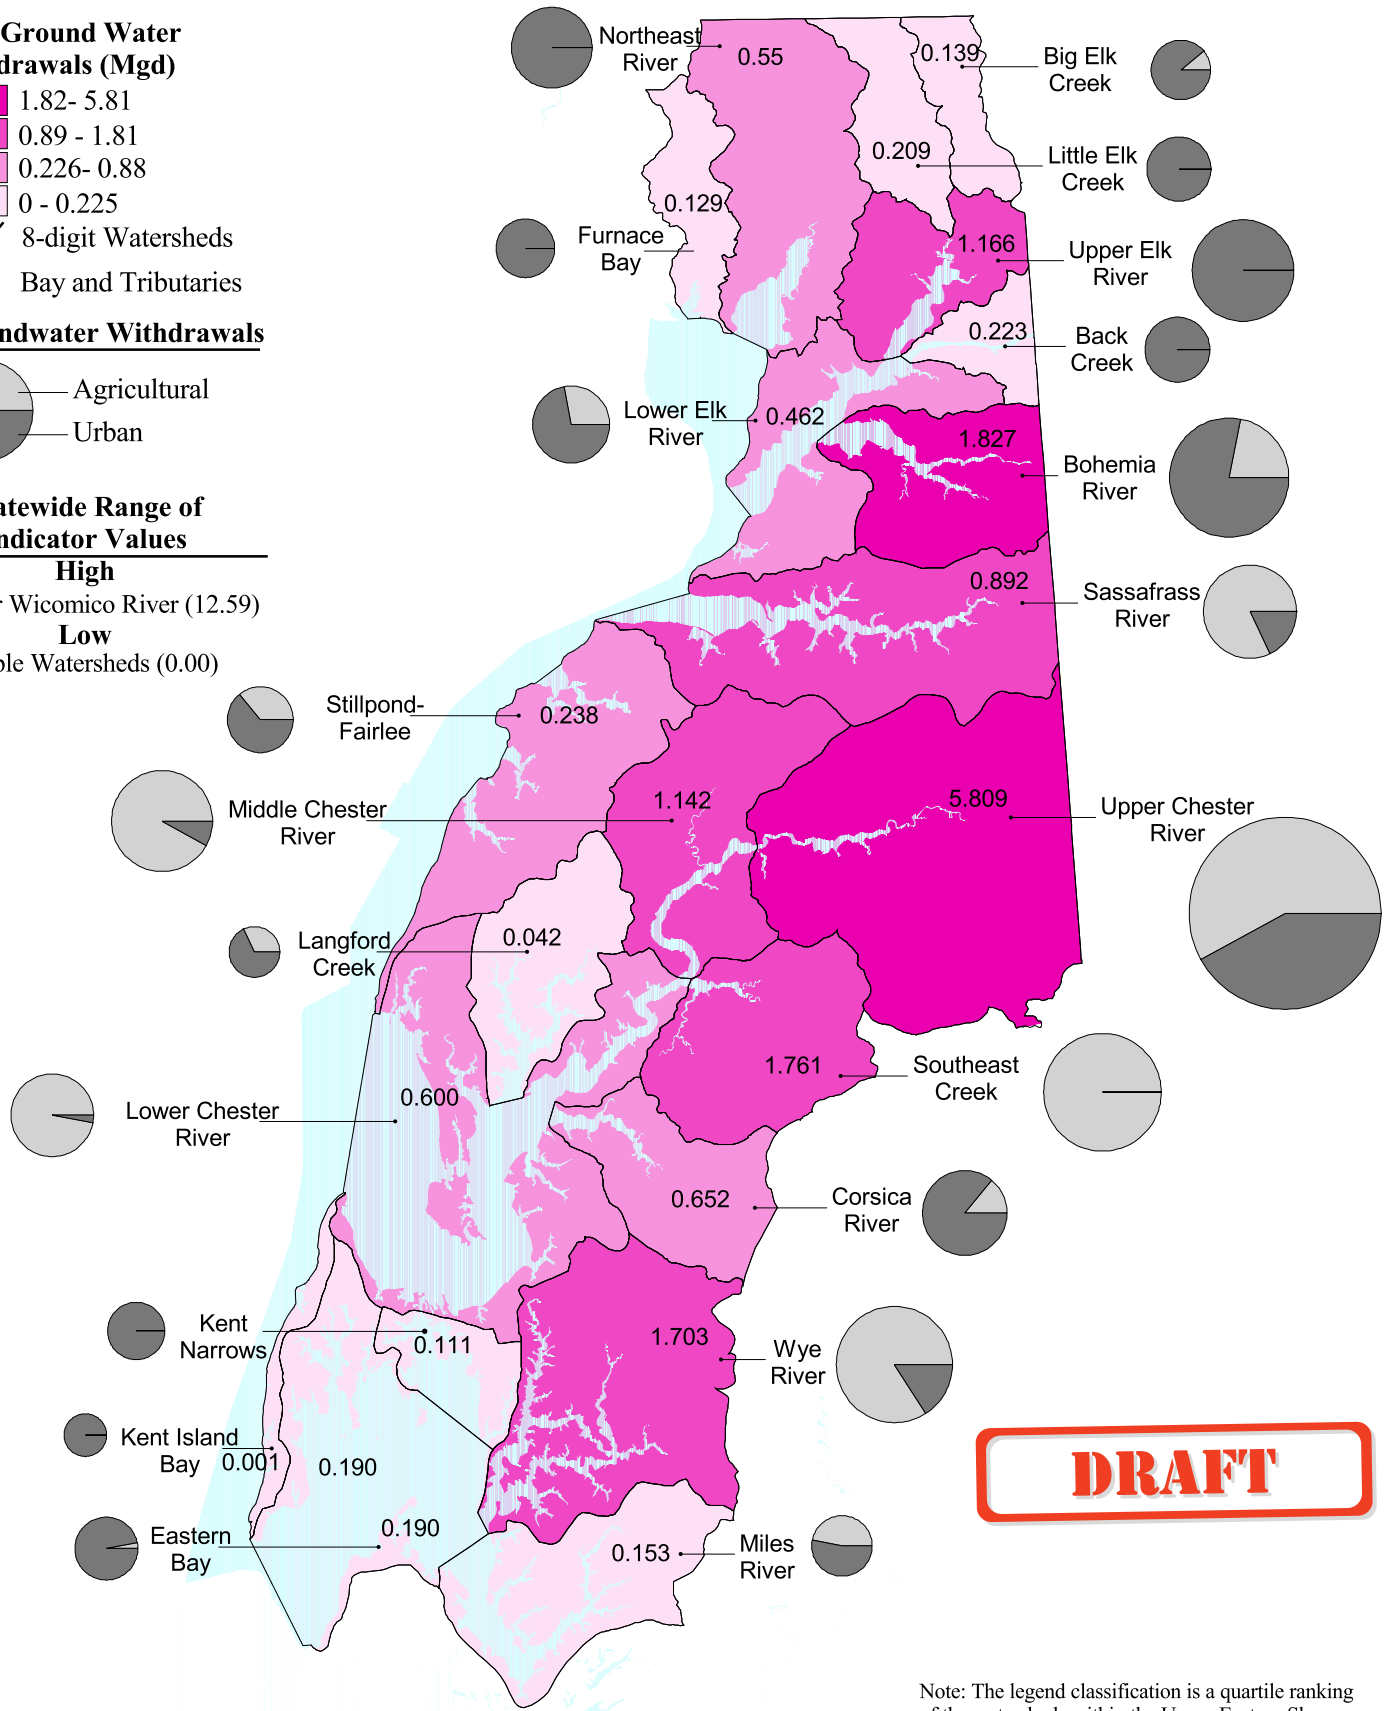 Ground Water
drawals (Mgd)
1.82- 5.81
0.89 - 1.81
0.226- 0.88
0 - 0.225
8-digit Watersheds
Bay and Tributaries
ndwater Withdrawals
Agricultural
Urban
atewide Range of
ndicator Values
High
r Wicomico River (12.59)
Low
ble Watersheds (0.00)
Northeast
River
0.55
0.139
Big Elk
Creek
0.209
Little Elk
Creek
0.129
Furnace
Bay
1.166
Upper Elk
River
0.223
Back
Creek
Lower Elk
River
0.462
1.827
Bohemia
River
0.892
Sassafrass
River
Stillpond-
Fairlee
0.238
Middle Chester
River
1.142
5.809
Upper Chester
River
Langford
Creek
0.042
1.761
Southeast
Creek
Lower Chester
River
0.600
0.652
Corsica
River
Kent
Narrows
0.111
1.703
Wye
River
Kent Island
Bay
0.001
0.190
Eastern
Bay
0.190
0.153
Miles
River
DRAFT
Note: The legend classification is a quartile ranking